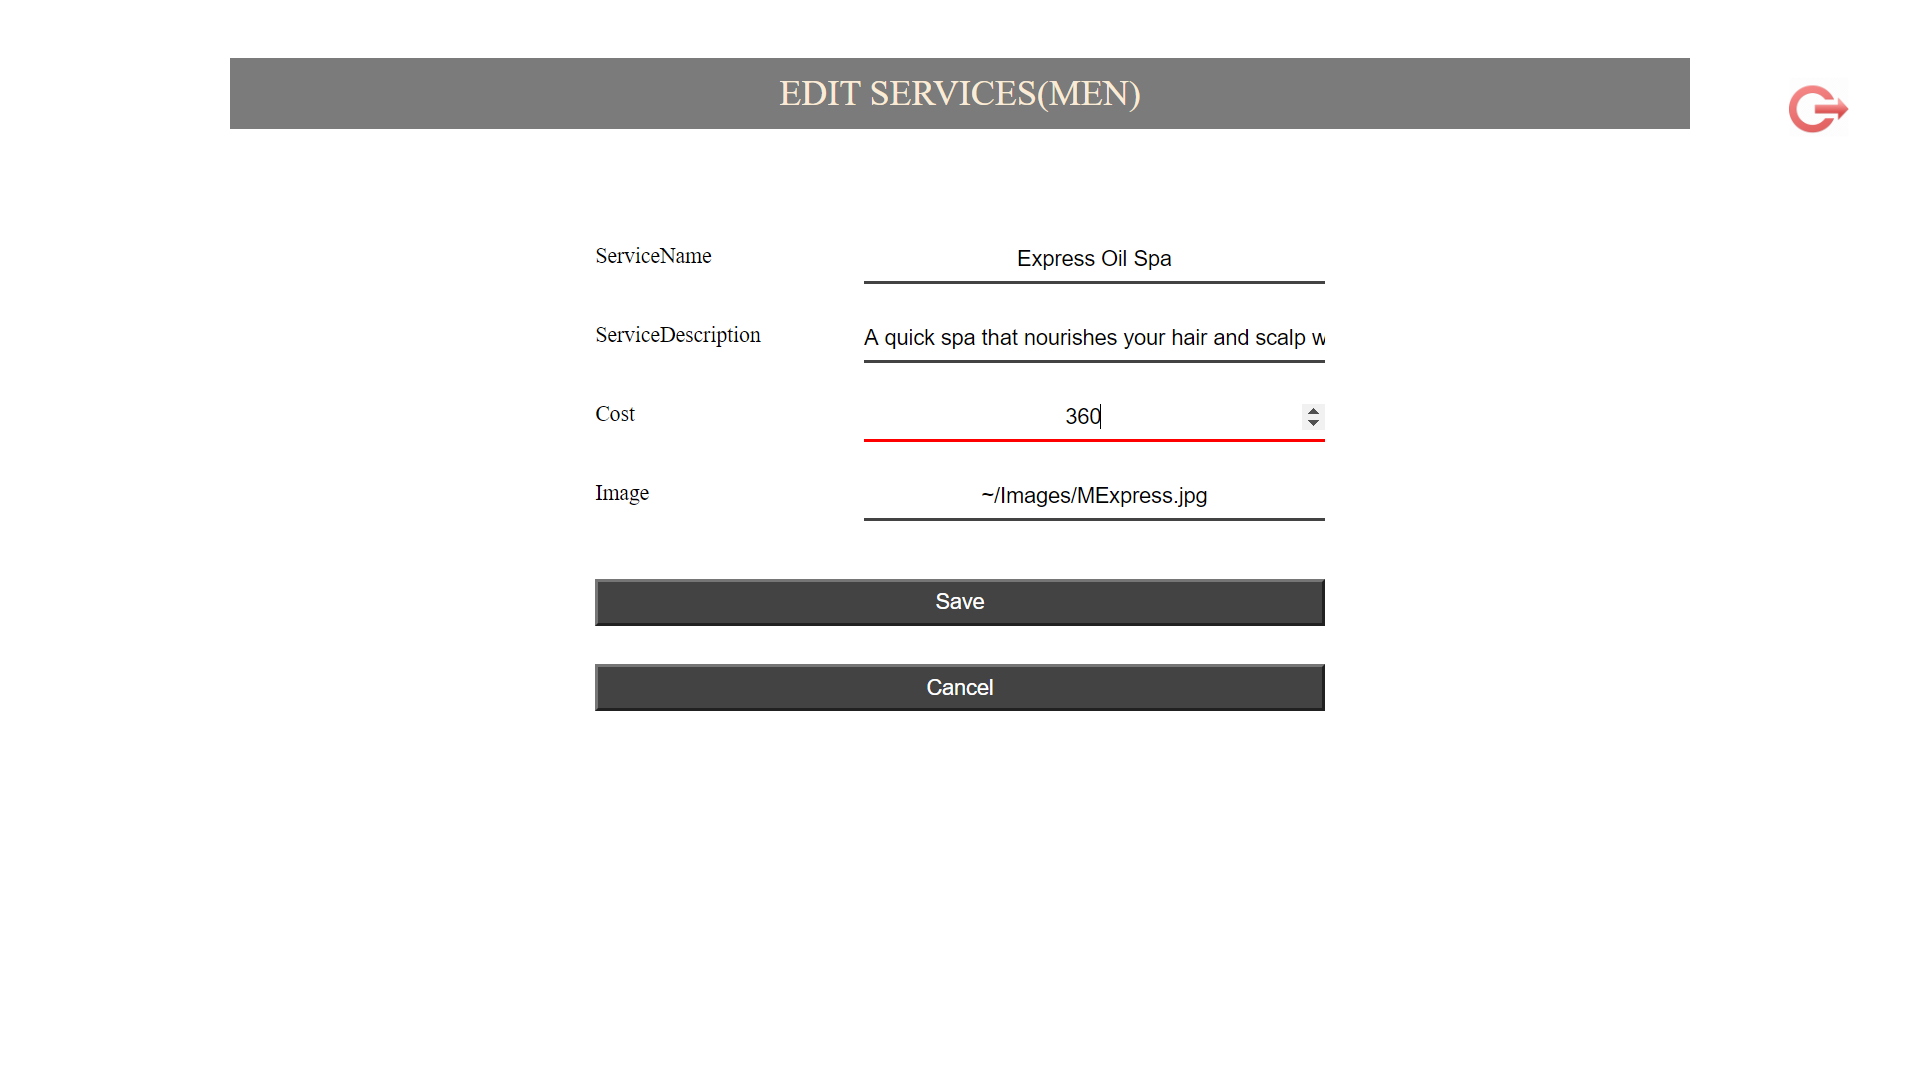 EDIT SERVICES(MEN)
ServiceName
Express Oil Spa
ServiceDescription
A quick spa that nourishes your hair and scalp w
Cost
360
Image
~/Images/MExpress.jpg
Save
Cancel